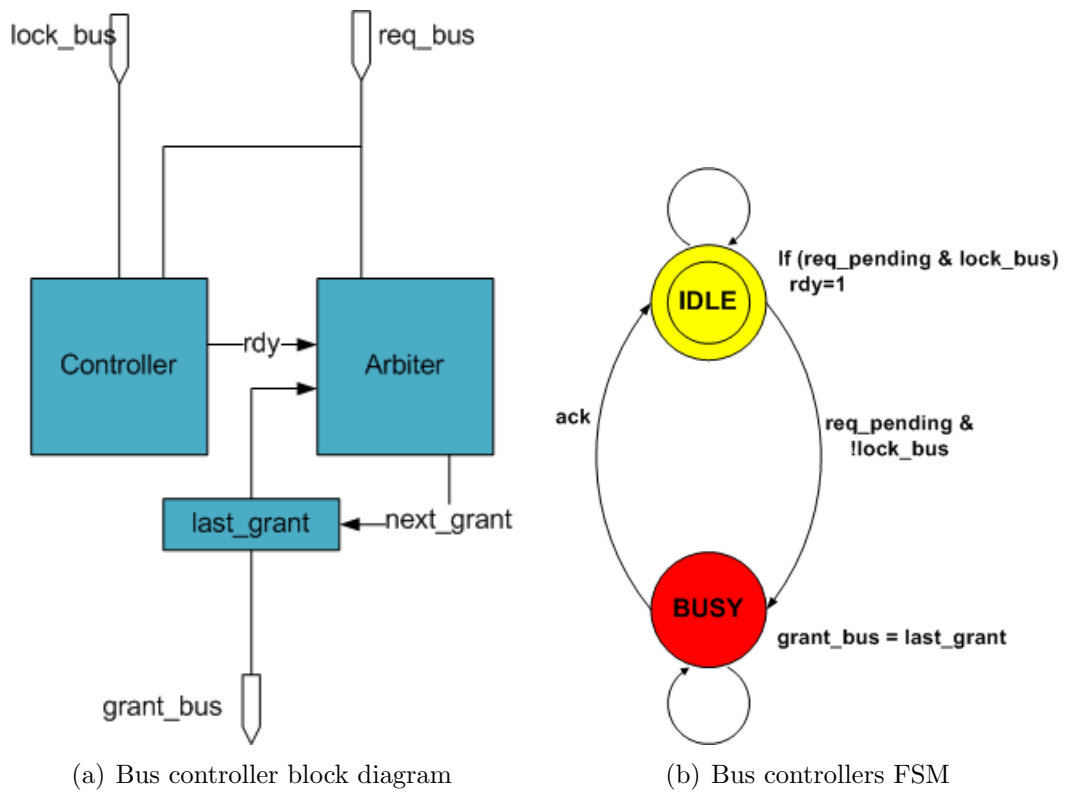 lock_bus
req_bus
Controller
rdy
Arbiter
last_grant
next_grant
grant_bus
(a) Bus controller block diagram
If (req_pending & lock_bus)
rdy=1
IDLE
ack
req_pending &
!lock_bus
BUSY
grant_bus = last_grant
(b) Bus controllers FSM